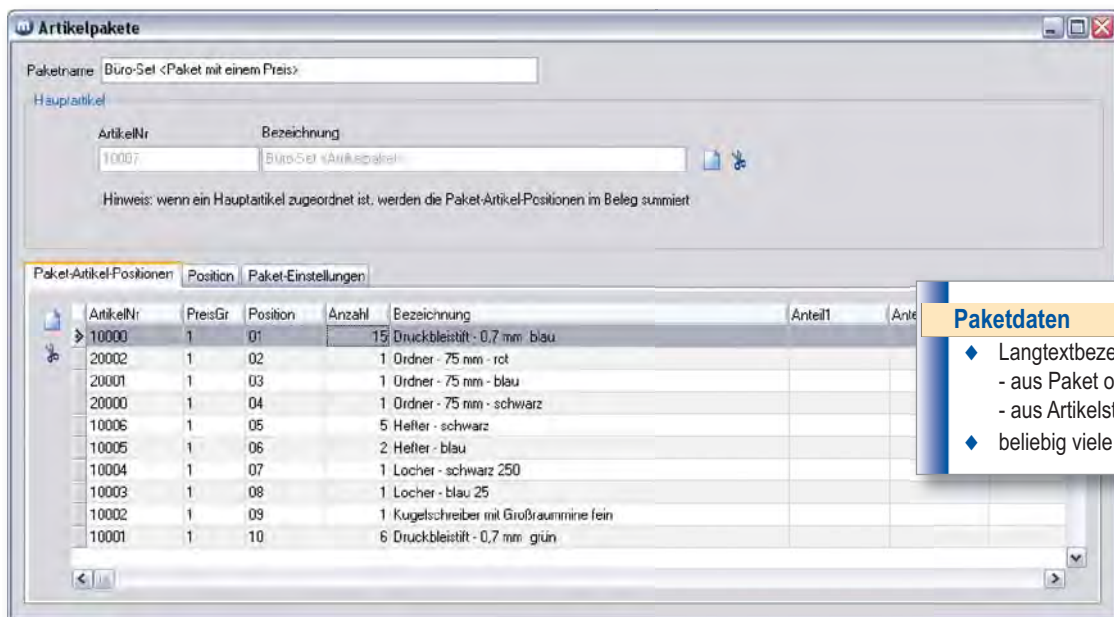 Artikelpakete
Paketname Büro-Set <Paket mit einem Preis>
Hauptartikel
ArtikelNr Bezeichnung
10007 Büro-Set <Artikelpaket>
Hinweis: wenn ein Hauptartikel zugeordnet ist, werden die Paket-Artikel-Positionen im Beleg summiert
Paket-Artikel-Positionen Position Paket-Einstellungen
ArtikelNr PreisGr Position Anzahl Bezeichnung Anteil1 Ante
10000 1 01 15 Druckbleistift - 0,7 mm blau
20002 1 02 1 Ordner - 75 mm - rot
20001 1 03 1 Ordner - 75 mm - blau
20000 1 04 1 Ordner - 75 mm - schwarz
10006 1 05 5 Hefter - schwarz
10005 1 06 2 Hefter - blau
10004 1 07 1 Locher - schwarz 250
10003 1 08 1 Locher - blau 25
10002 1 09 1 Kugelschreiber mit Großraummine fein
10001 1 10 6 Druckbleistift - 0,7 mm grün
Paketdaten
♦ Langtextbeze
- aus Paket o
- aus Artikels
♦ beliebig viele